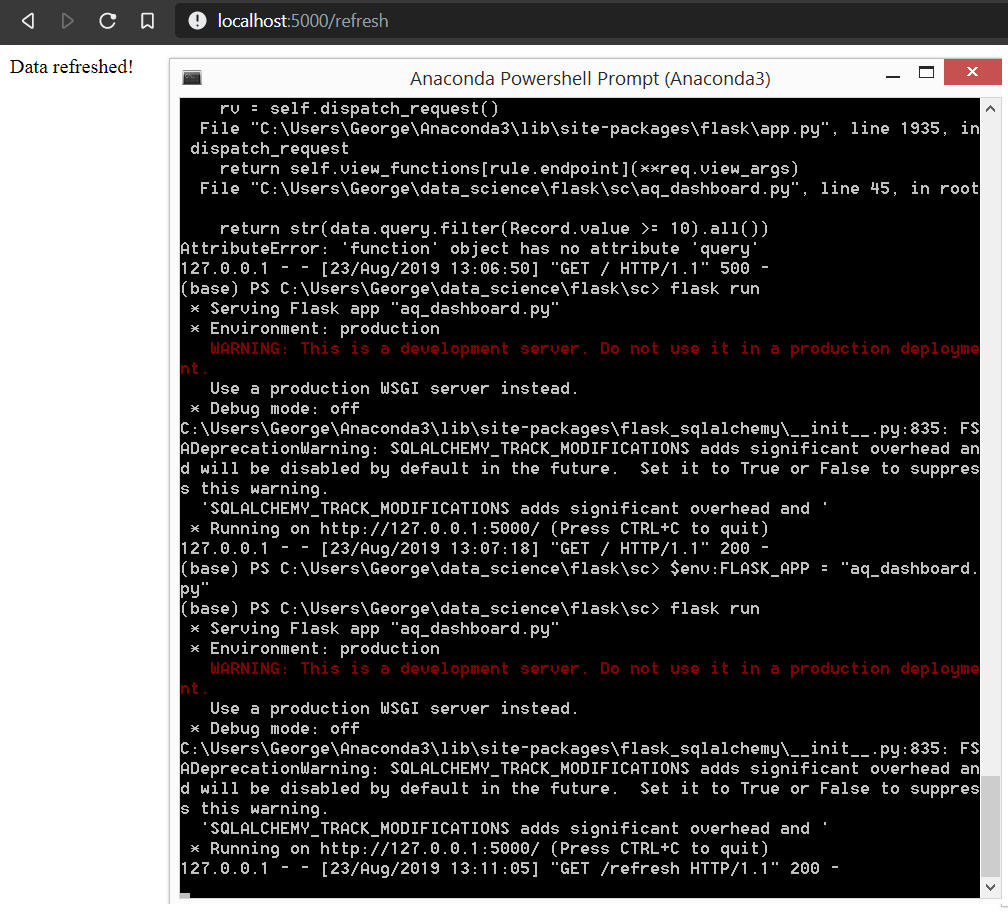 localhost:5000/refresh
Data refreshed!
Anaconda Powershell Prompt (Anaconda3)
    rv = self.dispatch_request()
  File "C:\Users\George\Anaconda3\lib\site-packages\flask\app.py", line 1935, in
 dispatch_request
    return self.view_functions[rule.endpoint](**req.view_args)
  File "C:\Users\George\data_science\flask\sc\aq_dashboard.py", line 45, in root
    return str(data.query.filter(Record.value >= 10).all())
AttributeError: 'function' object has no attribute 'query'
127.0.0.1 - - [23/Aug/2019 13:06:50] "GET / HTTP/1.1" 500 -
(base) PS C:\Users\George\data_science\flask\sc> flask run
 * Serving Flask app "aq_dashboard.py"
 * Environment: production
   WARNING: This is a development server. Do not use it in a production deployme
nt.
   Use a production WSGI server instead.
 * Debug mode: off
C:\Users\George\Anaconda3\lib\site-packages\flask_sqlalchemy\__init__.py:835: FS
ADeprecationWarning: SQLALCHEMY_TRACK_MODIFICATIONS adds significant overhead an
d will be disabled by default in the future.  Set it to True or False to suppres
s this warning.
  'SQLALCHEMY_TRACK_MODIFICATIONS adds significant overhead and '
 * Running on http://127.0.0.1:5000/ (Press CTRL+C to quit)
127.0.0.1 - - [23/Aug/2019 13:07:18] "GET / HTTP/1.1" 200 -
(base) PS C:\Users\George\data_science\flask\sc> $env:FLASK_APP = "aq_dashboard.
py"
(base) PS C:\Users\George\data_science\flask\sc> flask run
 * Serving Flask app "aq_dashboard.py"
 * Environment: production
   WARNING: This is a development server. Do not use it in a production deployme
nt.
   Use a production WSGI server instead.
 * Debug mode: off
C:\Users\George\Anaconda3\lib\site-packages\flask_sqlalchemy\__init__.py:835: FS
ADeprecationWarning: SQLALCHEMY_TRACK_MODIFICATIONS adds significant overhead an
d will be disabled by default in the future.  Set it to True or False to suppres
s this warning.
  'SQLALCHEMY_TRACK_MODIFICATIONS adds significant overhead and '
 * Running on http://127.0.0.1:5000/ (Press CTRL+C to quit)
127.0.0.1 - - [23/Aug/2019 13:11:05] "GET /refresh HTTP/1.1" 200 -